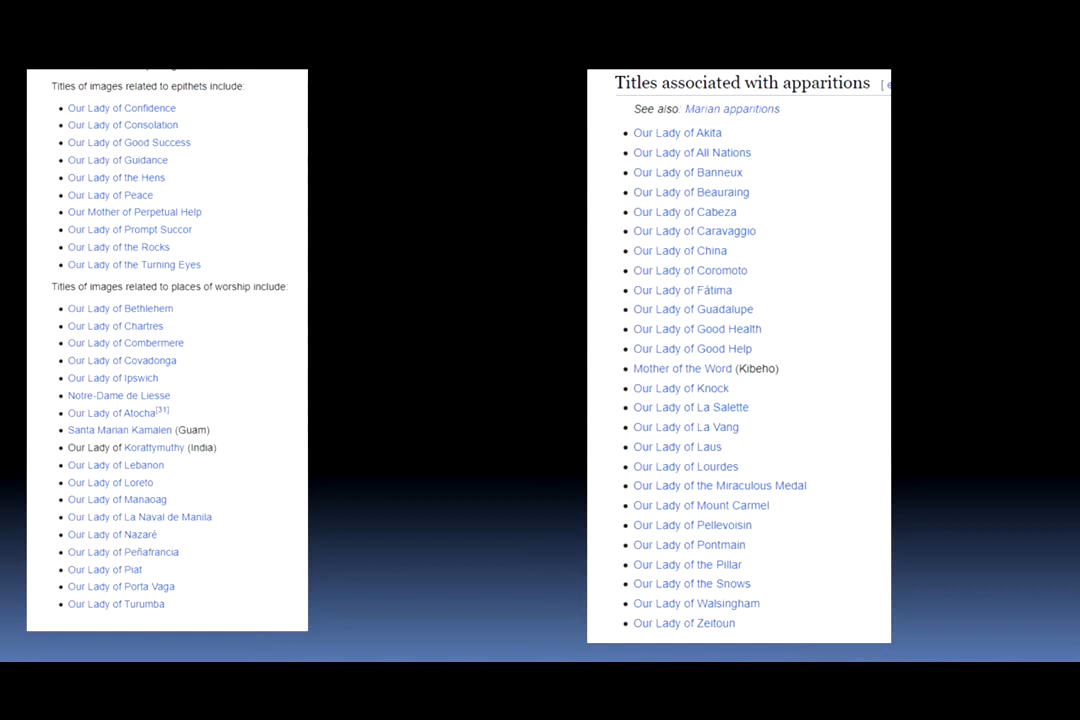 Titles of images related to epithets include:
Our Lady of Confidence
Our Lady of Consolation
Our Lady of Good Success
Our Lady of Guidance
Our Lady of the Hens
Our Lady of Peace
Our Mother of Perpetual Help
Our Lady of Prompt Succor
Our Lady of the Rocks
Our Lady of the Turning Eyes
Titles of images related to places of worship include:
Our Lady of Bethlehem
Our Lady of Chartres
Our Lady of Combermere
Our Lady of Covadonga
Our Lady of Ipswich
Notre-Dame de Liesse
Our Lady of Atocha[31]
Santa Marian Kamalen (Guam)
Our Lady of Korattymuthy (India)
Our Lady of Lebanon
Our Lady of Loreto
Our Lady of Manaoag
Our Lady of La Naval de Manila
Our Lady of Nazaré
Our Lady of Peñafrancia
Our Lady of Piat
Our Lady of Porta Vaga
Our Lady of Turumba
Titles associated with apparitions [ e
See also: Marian apparitions
Our Lady of Akita
Our Lady of All Nations
Our Lady of Banneux
Our Lady of Beauraing
Our Lady of Cabeza
Our Lady of Caravaggio
Our Lady of China
Our Lady of Coromoto
Our Lady of Fátima
Our Lady of Guadalupe
Our Lady of Good Health
Our Lady of Good Help
Mother of the Word (Kibeho)
Our Lady of Knock
Our Lady of La Salette
Our Lady of La Vang
Our Lady of Laus
Our Lady of Lourdes
Our Lady of the Miraculous Medal
Our Lady of Mount Carmel
Our Lady of Pellevoisin
Our Lady of Pontmain
Our Lady of the Pillar
Our Lady of the Snows
Our Lady of Walsingham
Our Lady of Zeitoun